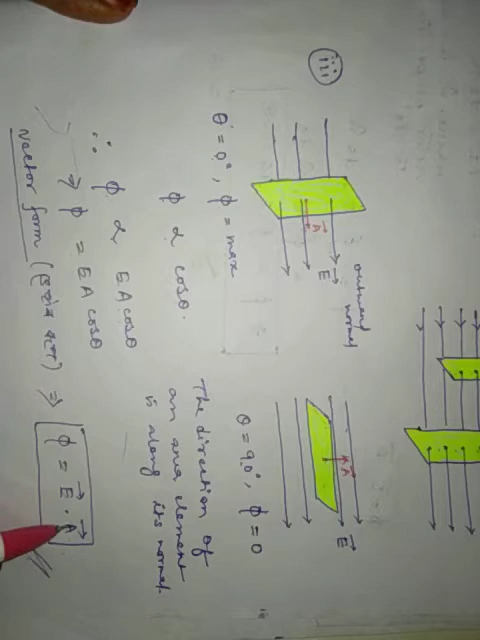 (iii)
outward
normal
A
E
A
E
θ = 0°, ϕ = max
θ = 90°, ϕ = 0
ϕ α cosθ.
The direction of
an area element
is along its normal
∴ ϕ α EA cosθ
⇒ ϕ = EA cosθ
Vector form ⇒ ϕ = E⃗ · A⃗